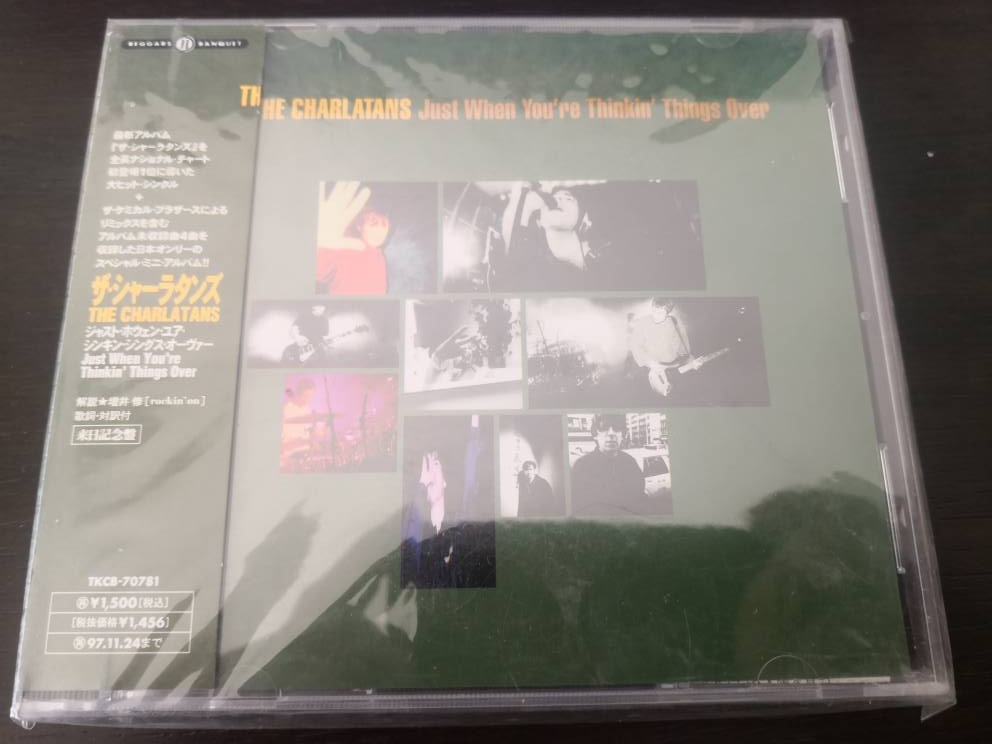 BEGGARS BANQUET
THE CHARLATANS Just When You're Thinkin' Things Over
最新アルバム
『ザ・シャーラタンズ』を
全英ナショナル・チャート
初登場1位に導いた
大ヒット・シングル
+
ザ・ケミカル・ブラザースによる
リミックスを含む
アルバム未収録曲4曲を
収録した日本オンリーの
スペシャル・ミニ・アルバム!!
ザ・シャーラタンズ
THE CHARLATANS
ジャスト・ホウェン・ユア・
シンキン・シングス・オーヴァー
Just When You're
Thinkin' Things Over
解説★増井 修[rockin'on]
歌詞・対訳付
来日記念盤
TKCB-70781
㊐¥1,500[税込]
[税抜価格¥1,456]
㊐97.11.24まで